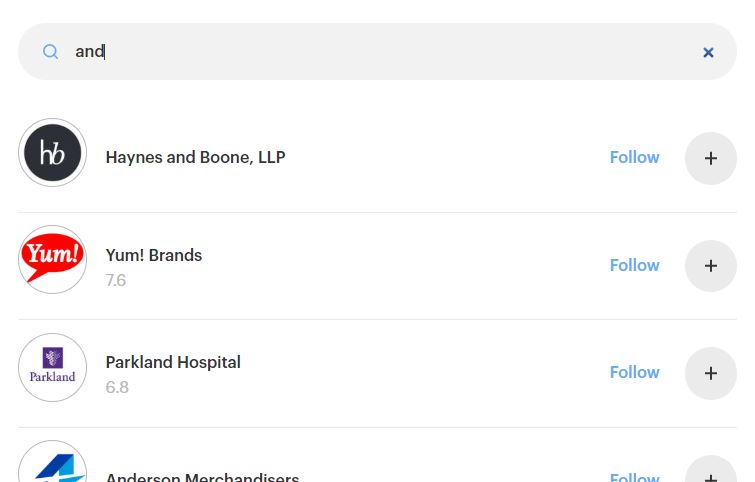 and
hb
Haynes and Boone, LLP
Follow
+
Yum!
Yum! Brands
7.6
Follow
+
Parkland
Parkland Hospital
6.8
Follow
+
Anderson Merchandisers
Follow
+